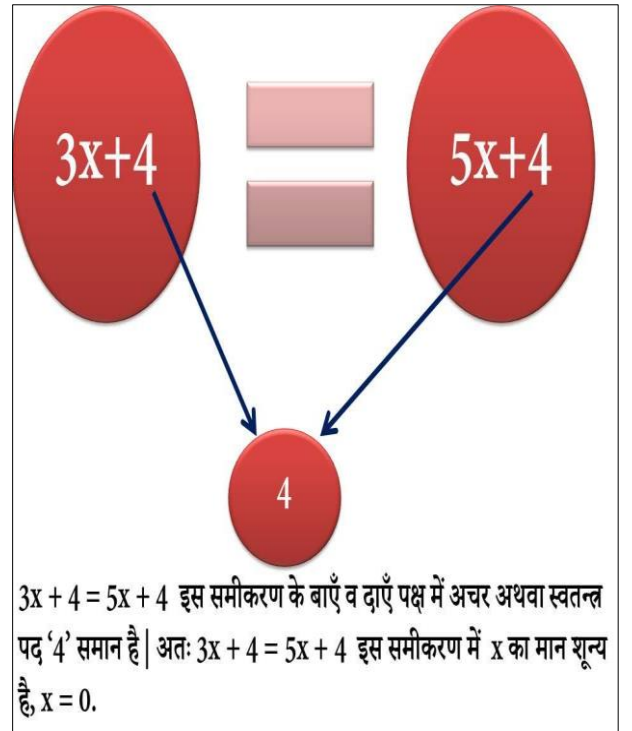 3x+4
5x+4
4
3x + 4 = 5x + 4 इस समीकरण के बाएँ व दाएँ पक्ष में अचर अथवा स्वतन्त्र
पद ‘4’ समान है | अतः 3x + 4 = 5x + 4 इस समीकरण में x का मान शून्य
है, x = 0.